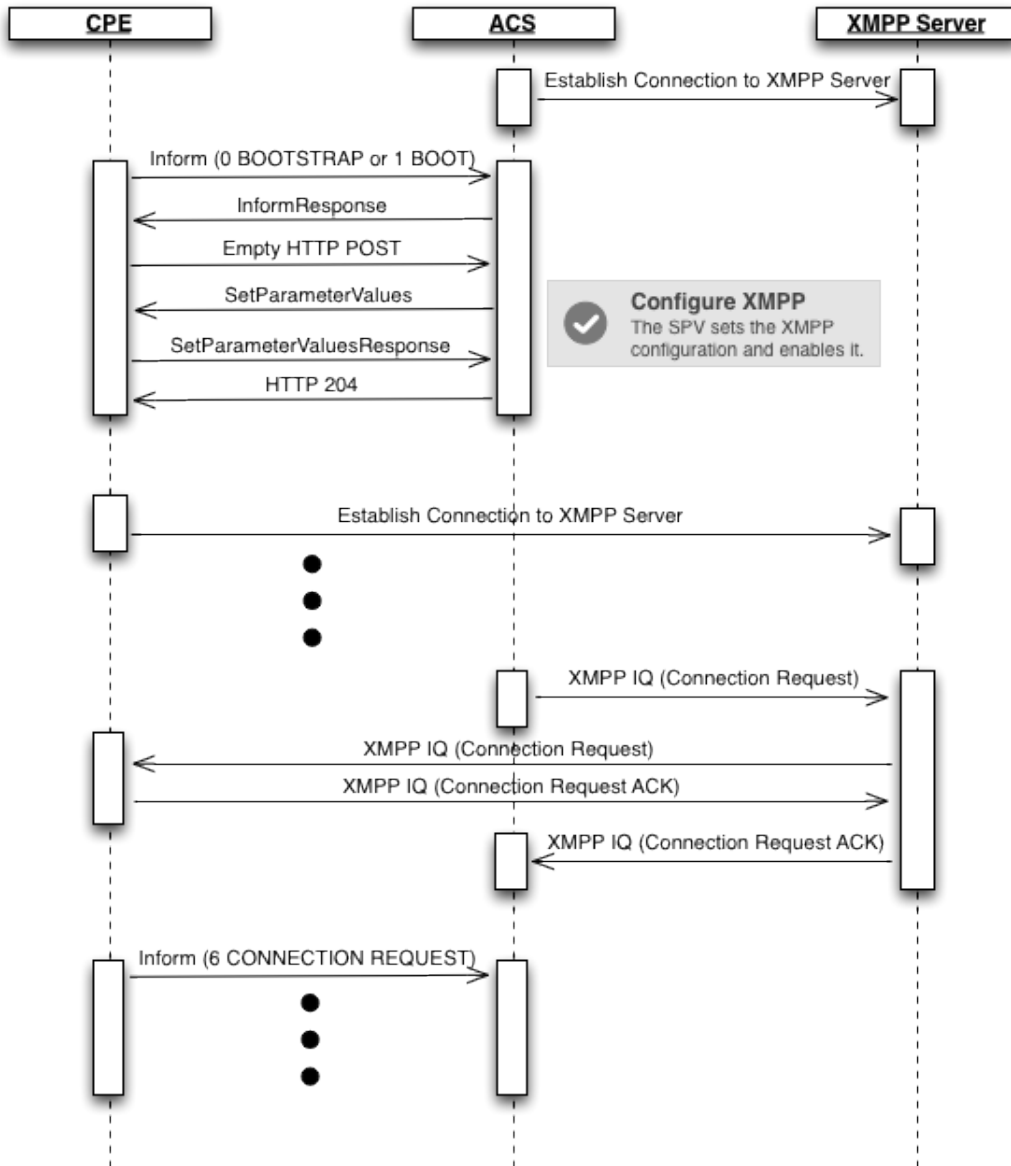 CPE
ACS
XMPP Server
Establish Connection to XMPP Server
Inform (0 BOOTSTRAP or 1 BOOT)
InformResponse
Empty HTTP POST
SetParameterValues
Configure XMPP
The SPV sets the XMPP
configuration and enables it.
SetParameterValuesResponse
HTTP 204
Establish Connection to XMPP Server
XMPP IQ (Connection Request)
XMPP IQ (Connection Request)
XMPP IQ (Connection Request ACK)
XMPP IQ (Connection Request ACK)
Inform (6 CONNECTION REQUEST)